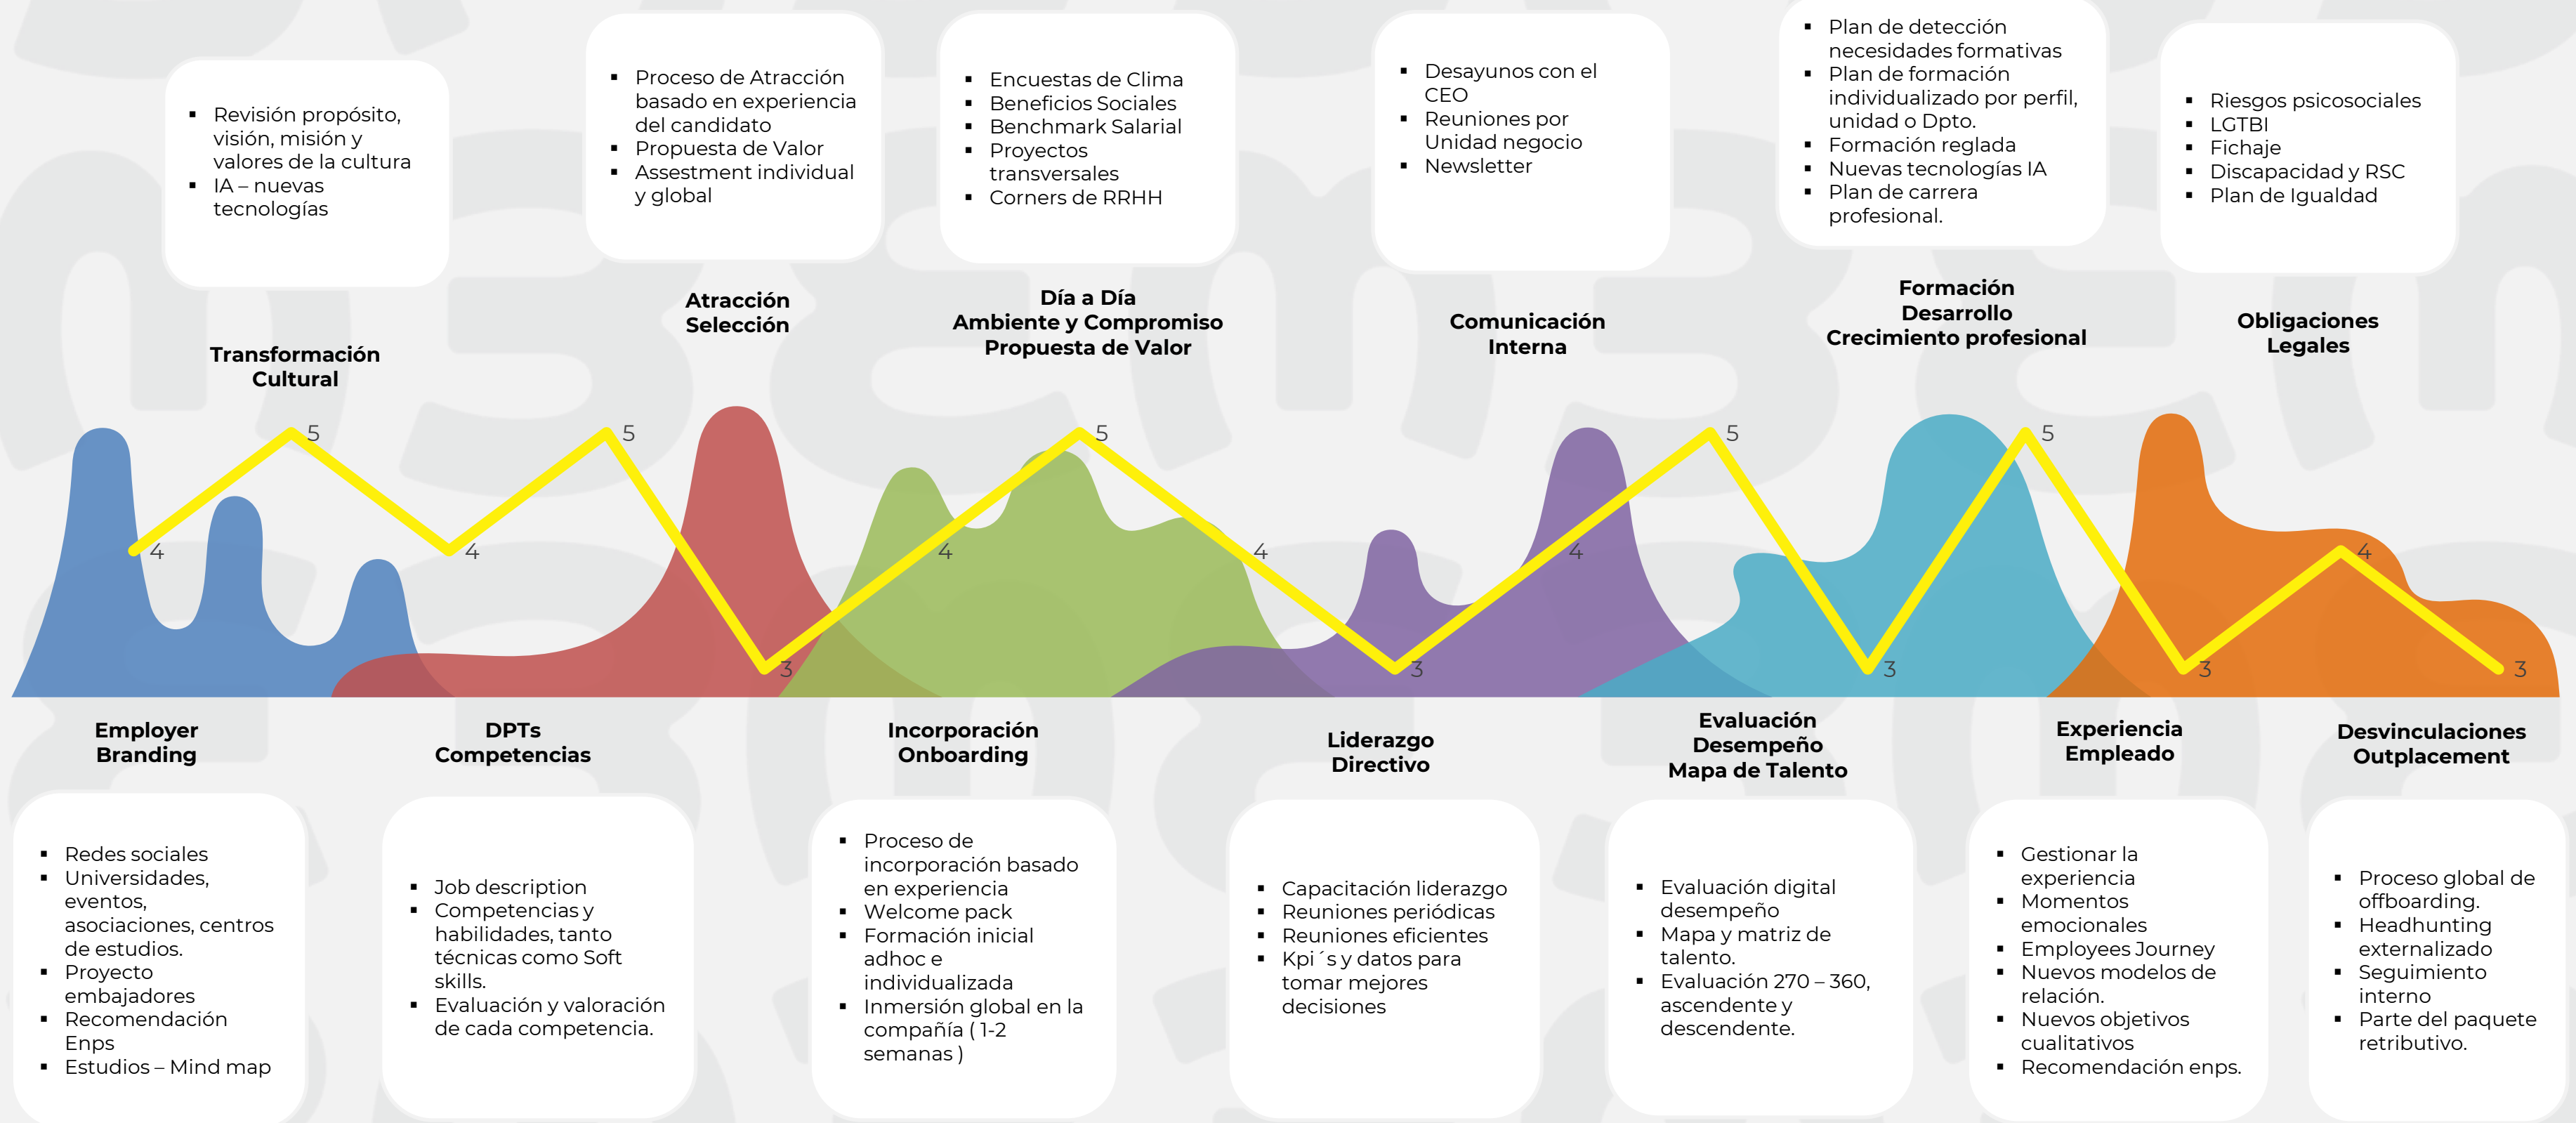 ▪ Revisión propósito,
visión, misión y
valores de la cultura
▪ IA – nuevas
tecnologías
▪ Proceso de Atracción
basado en experiencia
del candidato
▪ Propuesta de Valor
▪ Assestment individual
y global
▪ Encuestas de Clima
▪ Beneficios Sociales
▪ Benchmark Salarial
▪ Proyectos
transversales
▪ Corners de RRHH
▪ Desayunos con el
CEO
▪ Reuniones por
Unidad negocio
▪ Newsletter
▪ Plan de detección
necesidades formativas
▪ Plan de formación
individualizado por perfil,
unidad o Dpto.
▪ Formación reglada
▪ Nuevas tecnologías IA
▪ Plan de carrera
profesional.
▪ Riesgos psicosociales
▪ LGTBI
▪ Fichaje
▪ Discapacidad y RSC
▪ Plan de Igualdad
Transformación
Cultural
Atracción
Selección
Día a Día
Ambiente y Compromiso
Propuesta de Valor
Comunicación
Interna
Formación
Desarrollo
Crecimiento profesional
Obligaciones
Legales
4
5
4
5
3
4
5
4
3
4
5
3
5
3
4
3
Employer
Branding
DPTs
Competencias
Incorporación
Onboarding
Liderazgo
Directivo
Evaluación
Desempeño
Mapa de Talento
Experiencia
Empleado
Desvinculaciones
Outplacement
▪ Redes sociales
▪ Universidades,
eventos,
asociaciones, centros
de estudios.
▪ Proyecto
embajadores
▪ Recomendación
Enps
▪ Estudios – Mind map
▪ Job description
▪ Competencias y
habilidades, tanto
técnicas como Soft
skills.
▪ Evaluación y valoración
de cada competencia.
▪ Proceso de
incorporación basado
en experiencia
▪ Welcome pack
▪ Formación inicial
adhoc e
individualizada
▪ Inmersión global en la
compañía ( 1-2
semanas )
▪ Capacitación liderazgo
▪ Reuniones periódicas
▪ Reuniones eficientes
▪ Kpi´s y datos para
tomar mejores
decisiones
▪ Evaluación digital
desempeño
▪ Mapa y matriz de
talento.
▪ Evaluación 270 – 360,
ascendente y
descendente.
▪ Gestionar la
experiencia
▪ Momentos
emocionales
▪ Employees Journey
▪ Nuevos modelos de
relación.
▪ Nuevos objetivos
cualitativos
▪ Recomendación enps.
▪ Proceso global de
offboarding.
▪ Headhunting
externalizado
▪ Seguimiento
interno
▪ Parte del paquete
retributivo.